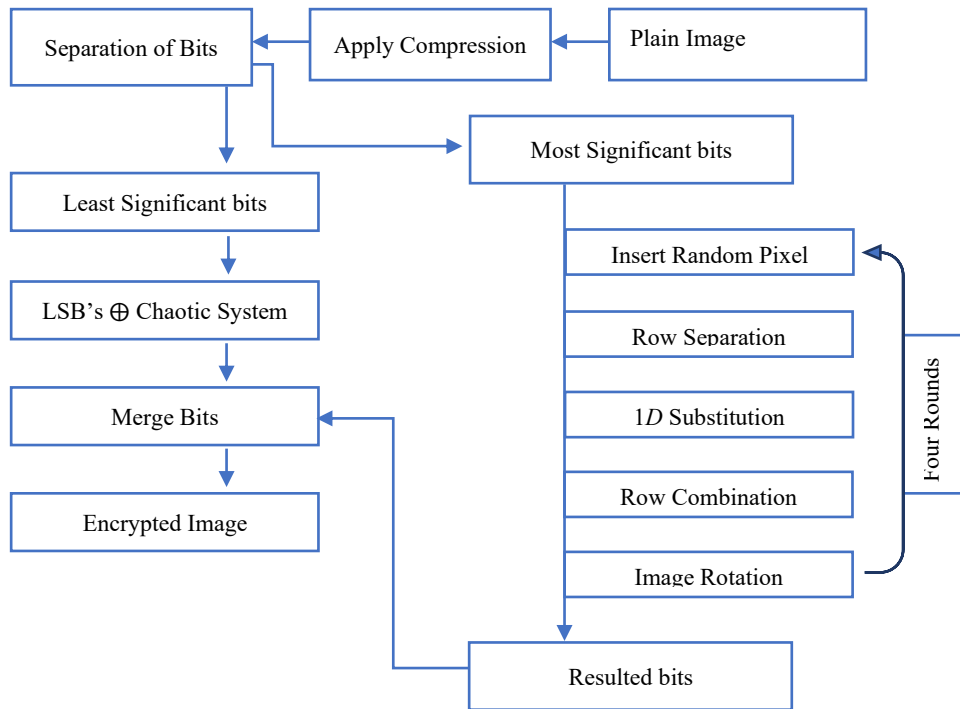 Separation of Bits
Apply Compression
Plain Image
Most Significant bits
Least Significant bits
Insert Random Pixel
LSB's ⊕ Chaotic System
Row Separation
Merge Bits
1D Substitution
Four Rounds
Row Combination
Encrypted Image
Image Rotation
Resulted bits